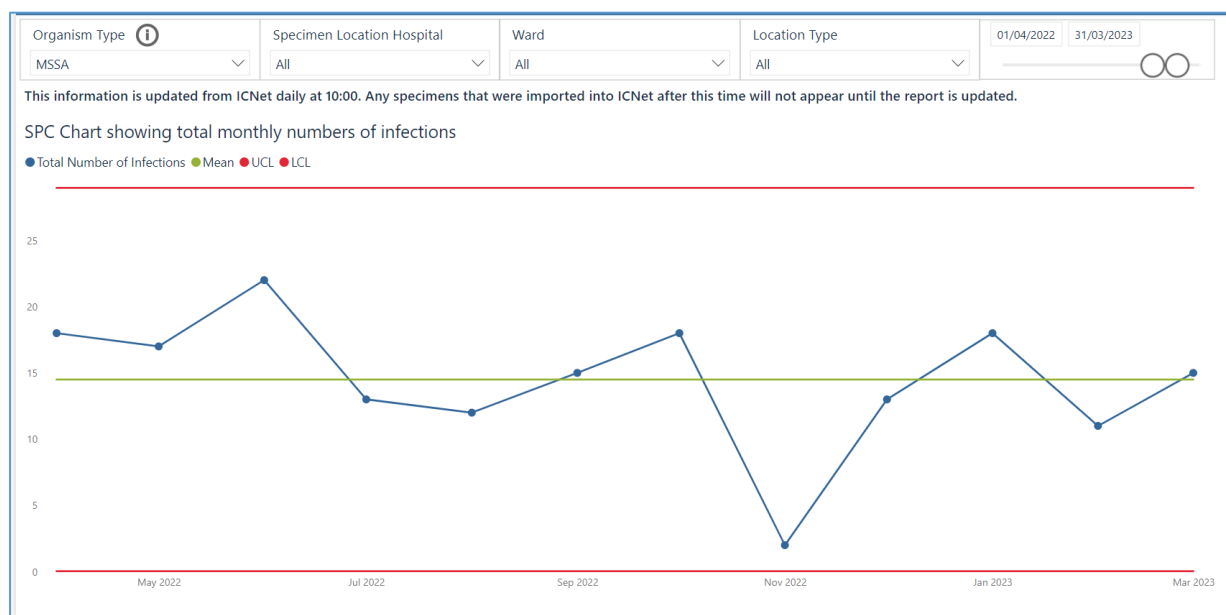 Organism Type
Specimen Location Hospital
Ward
Location Type
01/04/2022 31/03/2023
MSSA
All
All
All
This information is updated from ICNet daily at 10:00. Any specimens that were imported into ICNet after this time will not appear until the report is updated.
SPC Chart showing total monthly numbers of infections
Total Number of Infections Mean UCL LCL
25
20
15
10
5
0
May 2022 Jul 2022 Sep 2022 Nov 2022 Jan 2023 Mar 2023